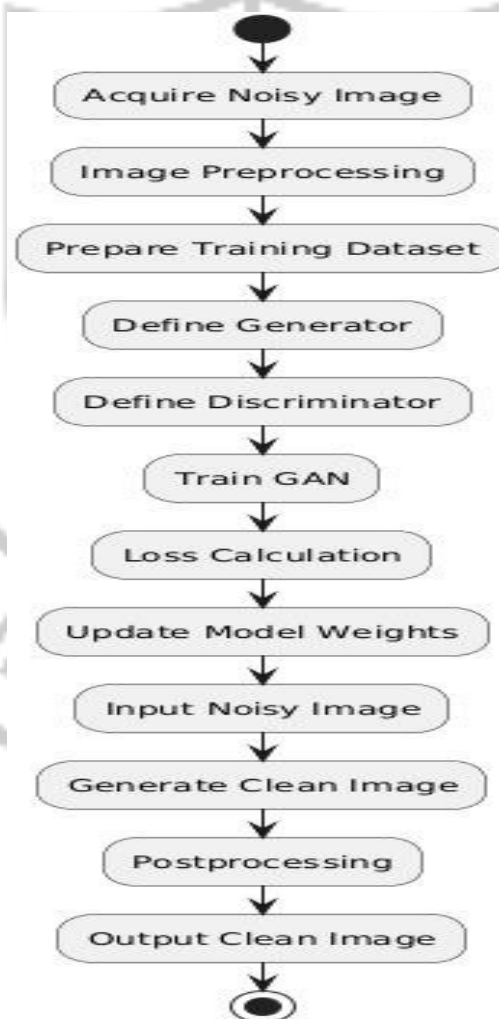 Acquire Noisy Image
Image Preprocessing
Prepare Training Dataset
Define Generator
Define Discriminator
Train GAN
Loss Calculation
Update Model Weights
Input Noisy Image
Generate Clean Image
Postprocessing
Output Clean Image